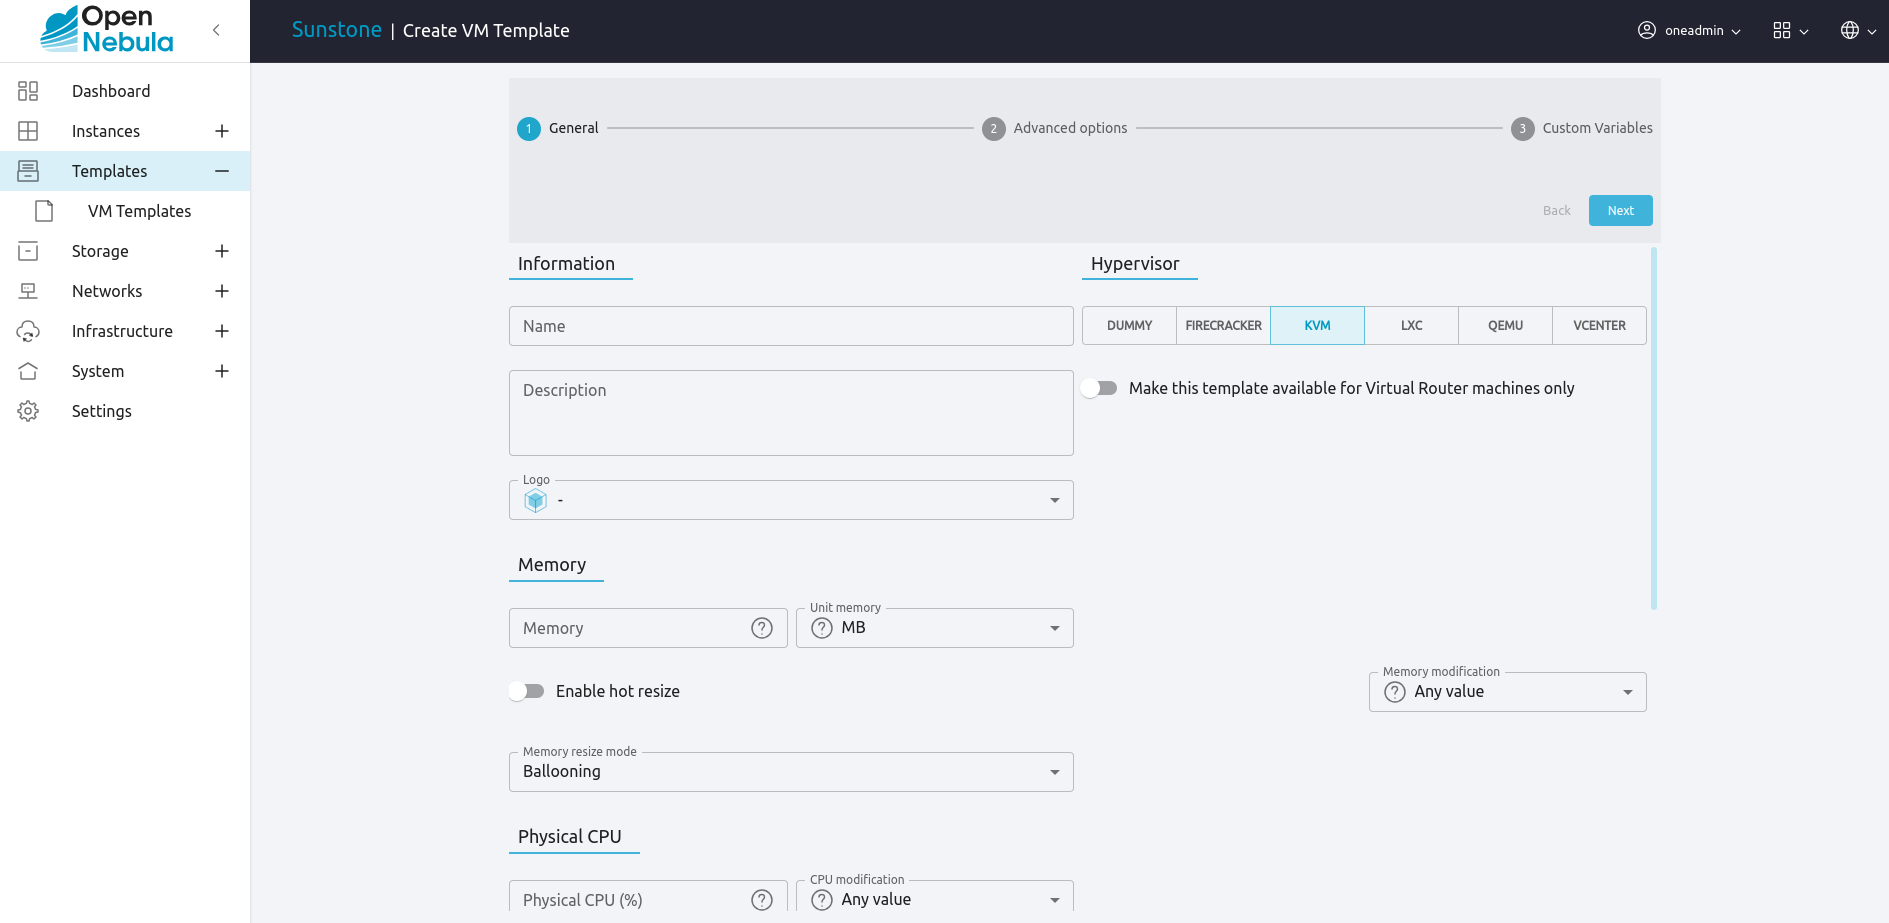 Open
Nebula
Sunstone | Create VM Template
oneadmin
Dashboard
Instances
Templates
VM Templates
Storage
Networks
Infrastructure
System
Settings
1 General
2 Advanced options
3 Custom Variables
Back
Next
Information
Name
Description
Logo
-
Hypervisor
DUMMY
FIRECRACKER
KVM
LXC
QEMU
VCENTER
Make this template available for Virtual Router machines only
Memory
Memory
?
Unit memory
? MB
Enable hot resize
Memory modification
? Any value
Memory resize mode
Ballooning
Physical CPU
Physical CPU (%)
?
CPU modification
? Any value